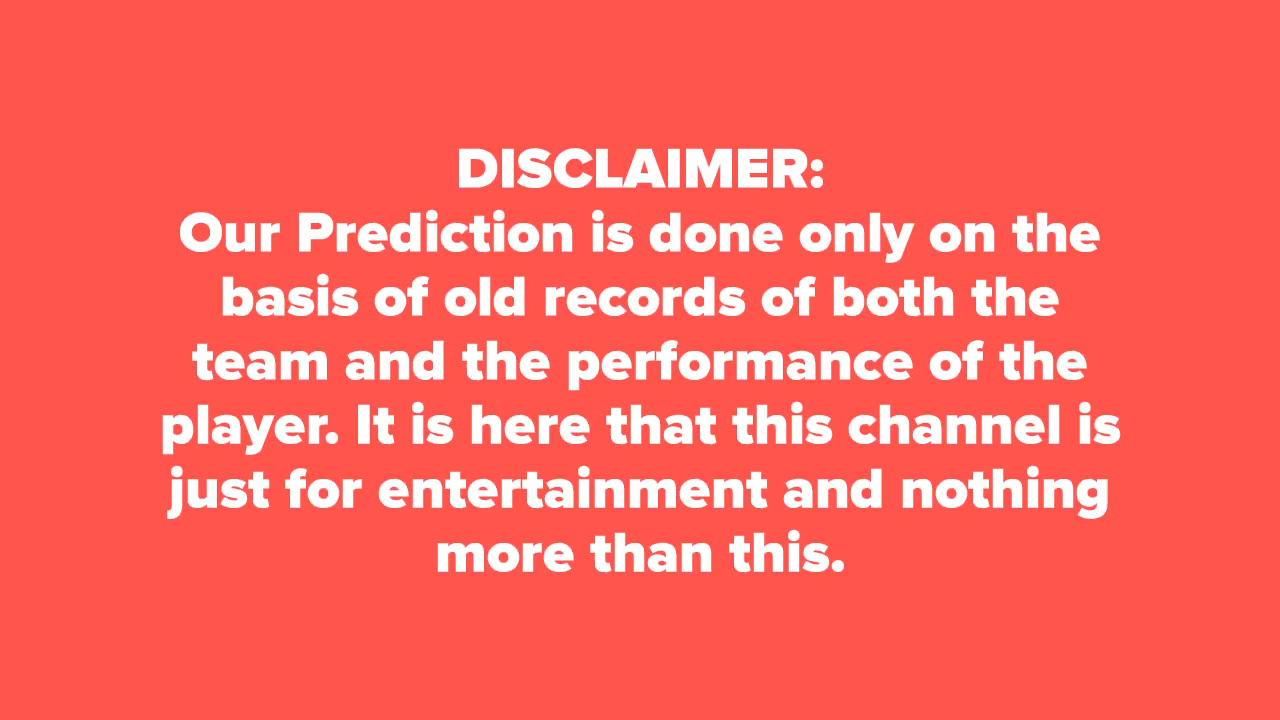 DISCLAIMER:
Our Prediction is done only on the
basis of old records of both the
team and the performance of the
player. It is here that this channel is
just for entertainment and nothing
more than this.